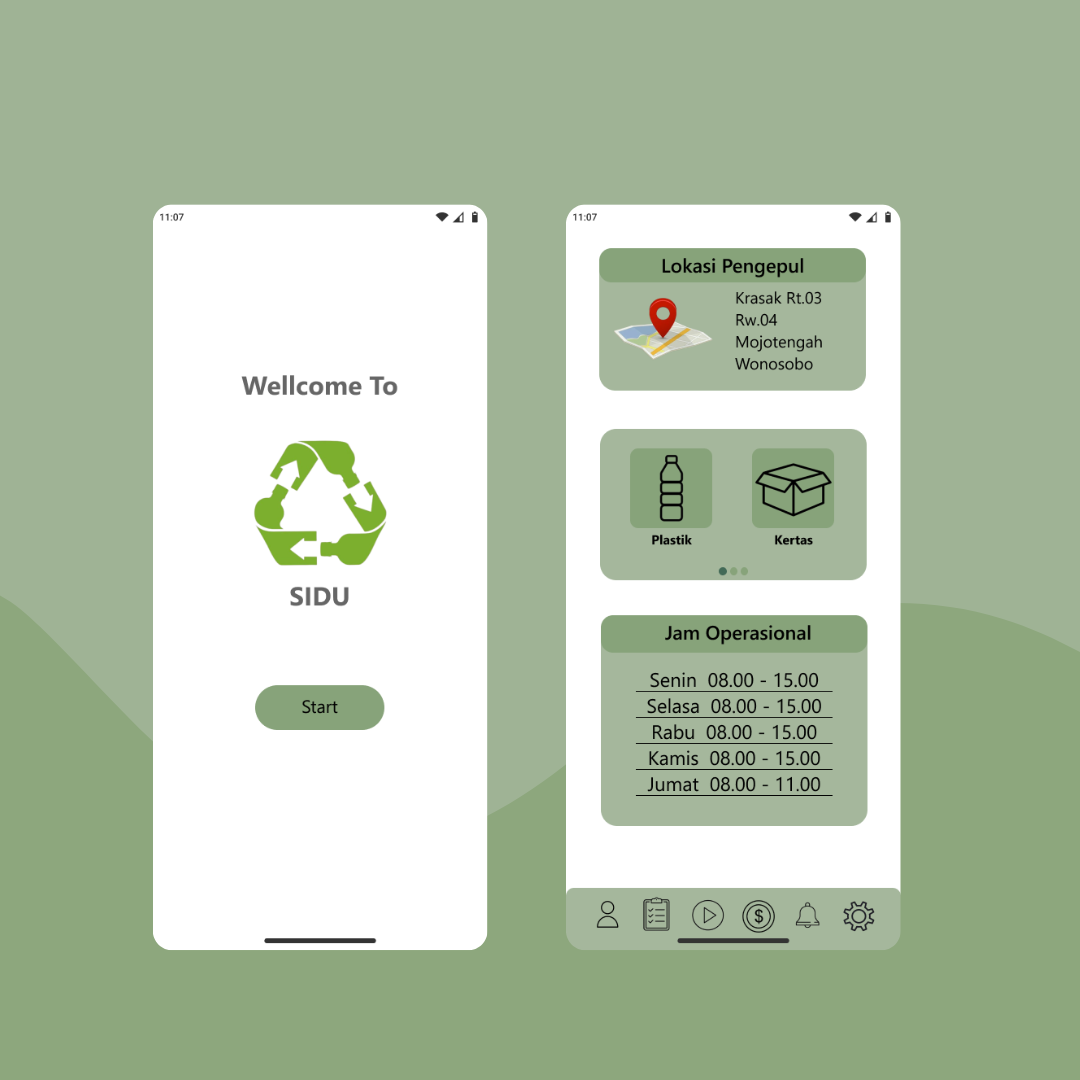 11:07
Wellcome To
SIDU
Start
11:07
Lokasi Pengepul
Krasak Rt.03
Rw.04
Mojotengah
Wonosobo
Plastik
Kertas
Jam Operasional
Senin 08.00 - 15.00
Selasa 08.00 - 15.00
Rabu 08.00 - 15.00
Kamis 08.00 - 15.00
Jumat 08.00 - 11.00
$